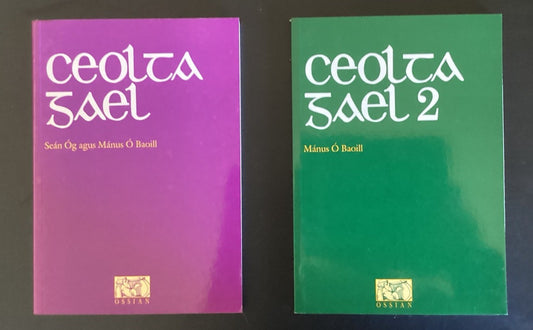 Ceolta
Gael
Seán Óg agus Mánus Ó Baoill
OSSIAN
Ceolta
Gael 2
Mánus Ó Baoill
OSSIAN